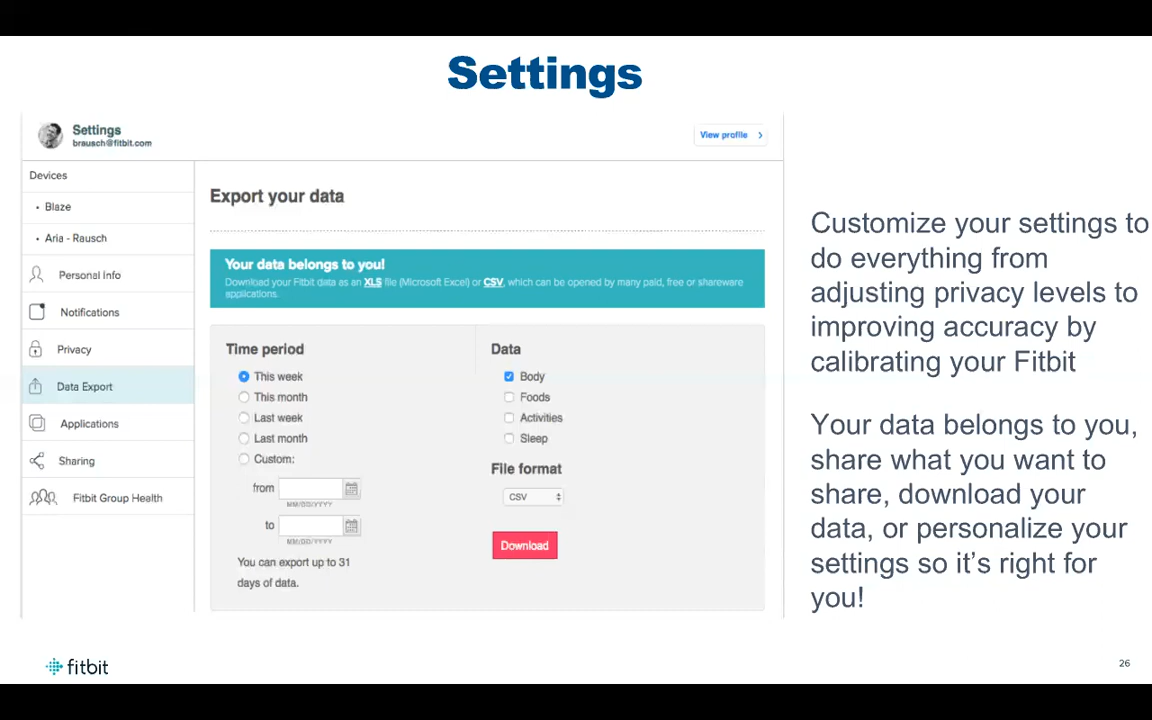 Settings
Settings
brausch@fitbit.com
View profile
Devices
• Blaze
• Aria - Rausch
Personal Info
Notifications
Privacy
Data Export
Applications
Sharing
Fitbit Group Health
Export your data
Your data belongs to you!
Download your Fitbit data as an XLS file (Microsoft Excel) or CSV, which can be opened by many paid, free or shareware
applications.
Time period
This week
This month
Last week
Last month
Custom:
from
MM/DD/YYYY
to
MM/DD/YYYY
You can export up to 31
days of data.
Data
Body
Foods
Activities
Sleep
File format
CSV
Download
Customize your settings to
do everything from
adjusting privacy levels to
improving accuracy by
calibrating your Fitbit
Your data belongs to you,
share what you want to
share, download your
data, or personalize your
settings so it’s right for
you!
fitbit
26